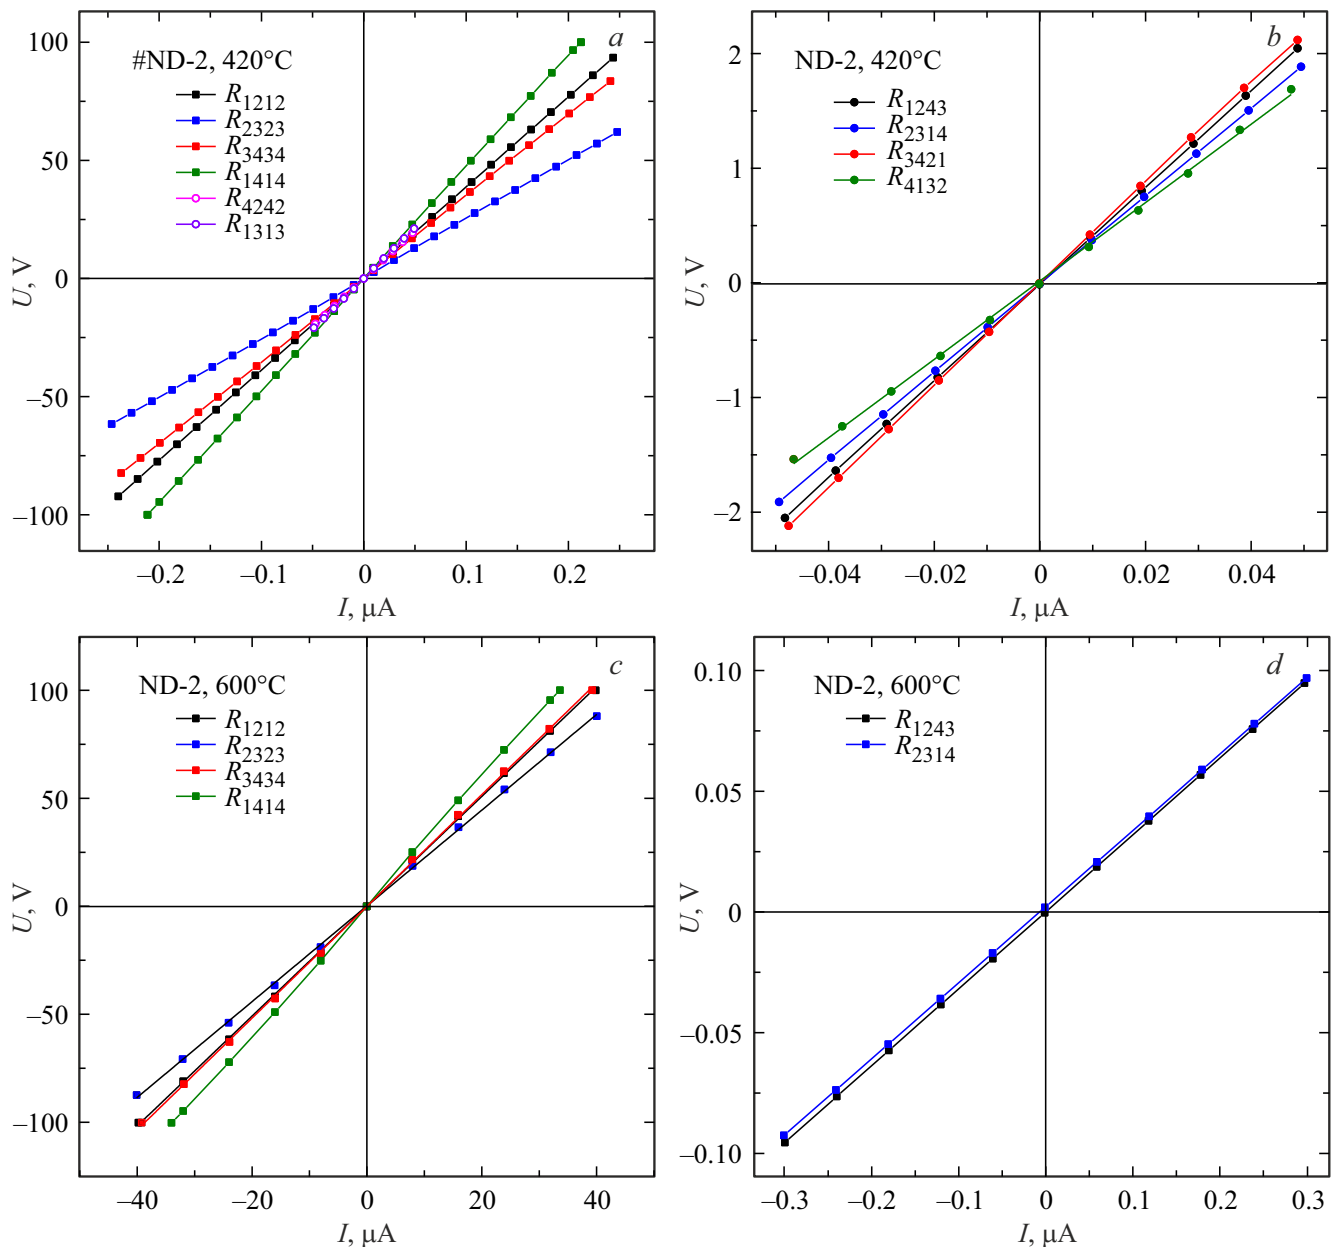 a
#ND-2, 420°C
R1212
R2323
R3434
R1414
R4242
R1313
100
50
0
–50
–100
U, V
–0.2
–0.1
0
0.1
0.2
I, µA
b
ND-2, 420°C
R1243
R2314
R3421
R4132
2
1
0
–1
–2
U, V
–0.04
–0.02
0
0.02
0.04
I, µA
c
ND-2, 600°C
R1212
R2323
R3434
R1414
100
50
0
–50
–100
U, V
–40
–20
0
20
40
I, µA
d
ND-2, 600°C
R1243
R2314
0.10
0.05
0
–0.05
–0.10
U, V
–0.3
–0.2
–0.1
0
0.1
0.2
0.3
I, µA